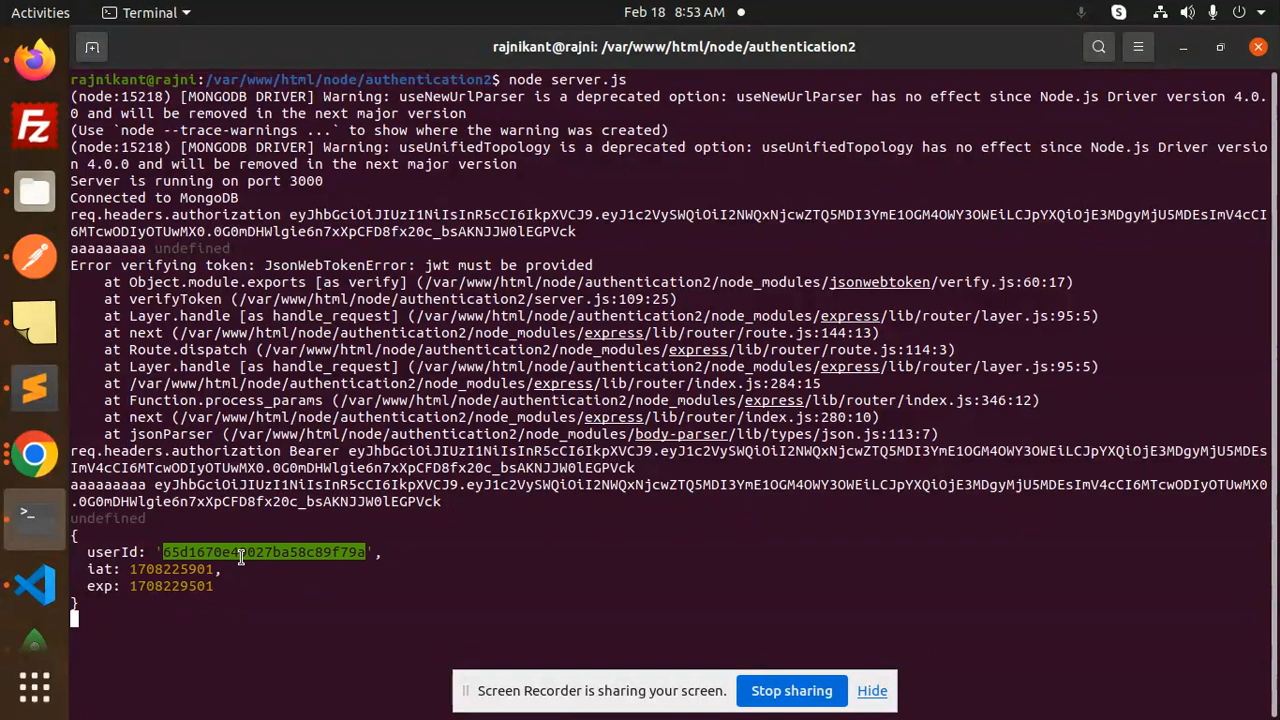 Activities
Terminal
Feb 18 8:53 AM
rajnikant@rajni: /var/www/html/node/authentication2
rajnikant@rajni:/var/www/html/node/authentication2$ node server.js
(node:15218) [MONGODB DRIVER] Warning: useNewUrlParser is a deprecated option: useNewUrlParser has no effect since Node.js Driver version 4.0.
0 and will be removed in the next major version
(Use `node --trace-warnings ...` to show where the warning was created)
(node:15218) [MONGODB DRIVER] Warning: useUnifiedTopology is a deprecated option: useUnifiedTopology has no effect since Node.js Driver versio
n 4.0.0 and will be removed in the next major version
Server is running on port 3000
Connected to MongoDB
req.headers.authorization eyJhbGciOiJIUzI1NiIsInR5cCI6IkpXVCJ9.eyJ1c2VySWQiOiI2NWQxNjcwZTQ5MDI3YmE1OGM4OWY3OWEiLCJpYXQiOjE3MDgyMjU5MDEsImV4cCI
6MTcwODIyOTUwMX0.0G0mDHWlgie6n7xXpCFD8fx20c_bsAKNJJW0lEGPVck
aaaaaaaaa undefined
Error verifying token: JsonWebTokenError: jwt must be provided
at Object.module.exports [as verify] (/var/www/html/node/authentication2/node_modules/jsonwebtoken/verify.js:60:17)
at verifyToken (/var/www/html/node/authentication2/server.js:109:25)
at Layer.handle [as handle_request] (/var/www/html/node/authentication2/node_modules/express/lib/router/layer.js:95:5)
at next (/var/www/html/node/authentication2/node_modules/express/lib/router/route.js:144:13)
at Route.dispatch (/var/www/html/node/authentication2/node_modules/express/lib/router/route.js:114:3)
at Layer.handle [as handle_request] (/var/www/html/node/authentication2/node_modules/express/lib/router/layer.js:95:5)
at /var/www/html/node/authentication2/node_modules/express/lib/router/index.js:284:15
at Function.process_params (/var/www/html/node/authentication2/node_modules/express/lib/router/index.js:346:12)
at next (/var/www/html/node/authentication2/node_modules/express/lib/router/index.js:280:10)
at jsonParser (/var/www/html/node/authentication2/node_modules/body-parser/lib/types/json.js:113:7)
req.headers.authorization Bearer eyJhbGciOiJIUzI1NiIsInR5cCI6IkpXVCJ9.eyJ1c2VySWQiOiI2NWQxNjcwZTQ5MDI3YmE1OGM4OWY3OWEiLCJpYXQiOjE3MDgyMjU5MDEs
ImV4cCI6MTcwODIyOTUwMX0.0G0mDHWlgie6n7xXpCFD8fx20c_bsAKNJJW0lEGPVck
aaaaaaaaa eyJhbGciOiJIUzI1NiIsInR5cCI6IkpXVCJ9.eyJ1c2VySWQiOiI2NWQxNjcwZTQ5MDI3YmE1OGM4OWY3OWEiLCJpYXQiOjE3MDgyMjU5MDEsImV4cCI6MTcwODIyOTUwMX0
.0G0mDHWlgie6n7xXpCFD8fx20c_bsAKNJJW0lEGPVck
undefined
{
userId: '65d1670e49027ba58c89f79a',
iat: 1708225901,
exp: 1708229501
}
Screen Recorder is sharing your screen.
Stop sharing
Hide